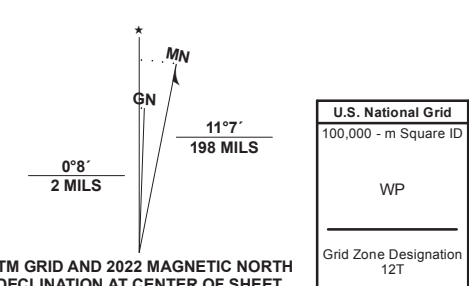 ★
MN
GN
11°7´
198 MILS
0°8´
2 MILS
TM GRID AND 2022 MAGNETIC NORTH
DECLINATION AT CENTER OF SHEET
U.S. National Grid
100,000 - m Square ID
WP
Grid Zone Designation
12T